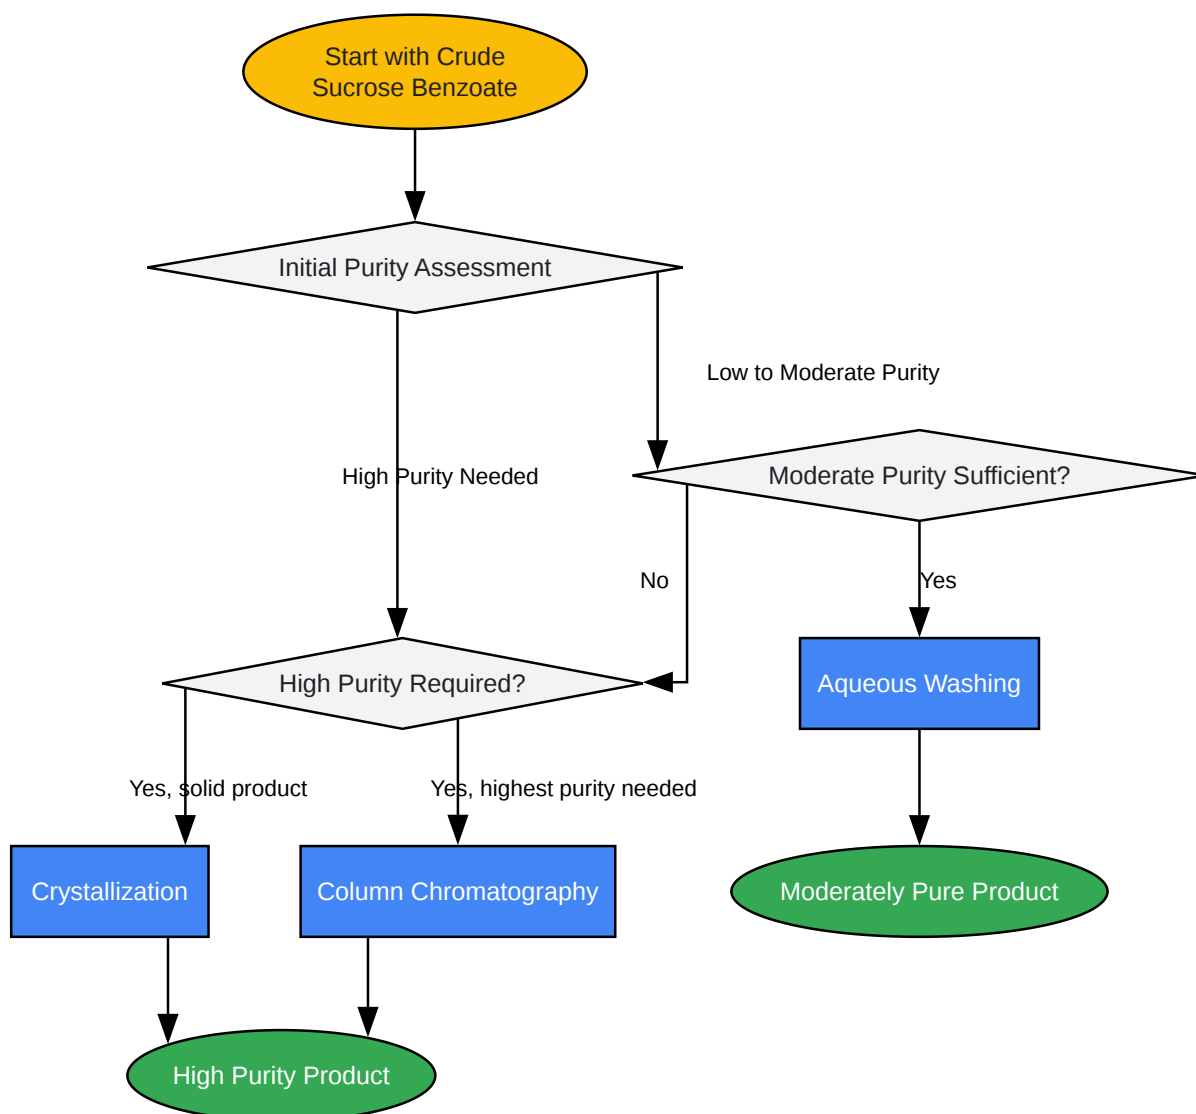 Start with Crude
Sucrose Benzoate
Initial Purity Assessment
Low to Moderate Purity
High Purity Needed
Moderate Purity Sufficient?
No
Yes
High Purity Required?
Aqueous Washing
Yes, solid product
Yes, highest purity needed
Crystallization
Column Chromatography
Moderately Pure Product
High Purity Product